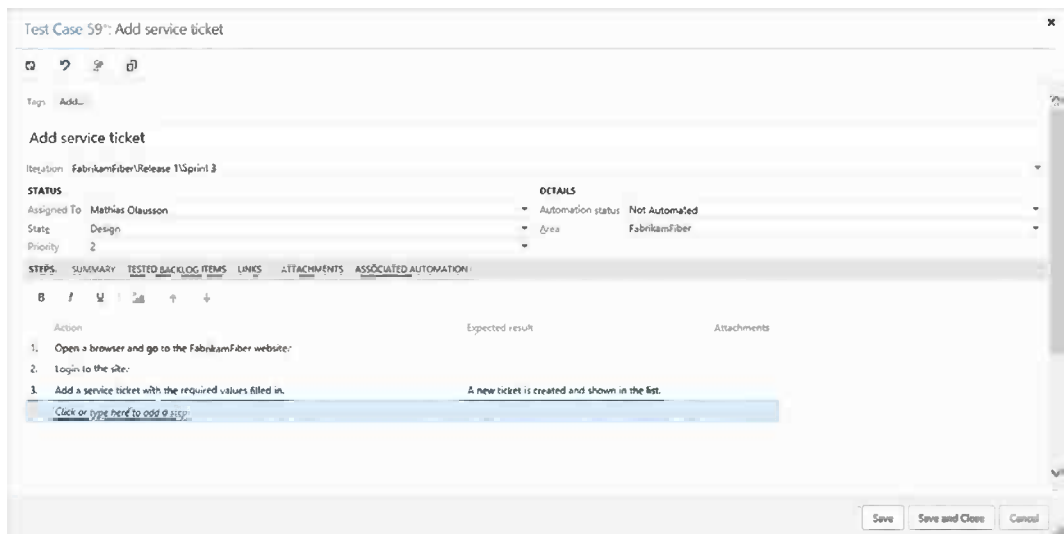 Test Case 59*: Add service ticket
Tags Add...
Add service ticket
Iteration FabrikamFiber\Release 1\Sprint 3
STATUS DETAILS
Assigned To Mathias Olausson Automation status Not Automated
State Design Area FabrikamFiber
Priority 2
STEPS SUMMARY TESTED BACKLOG ITEMS LINKS ATTACHMENTS ASSOCIATED AUTOMATION
B I U
Action Expected result Attachments
1. Open a browser and go to the FabrikamFiber website.
2. Login to the site.
3. Add a service ticket with the required values filled in. A new ticket is created and shown in the list.
Click or type here to add a step
Save Save and Close Cancel